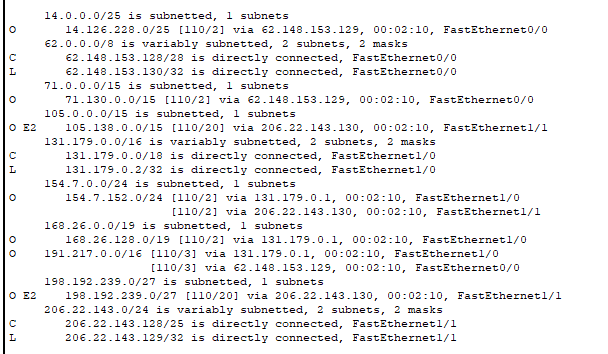 14.0.0.0/25 is subnetted, 1 subnets
O 14.126.228.0/25 [110/2] via 62.148.153.129, 00:02:10, FastEthernet0/0
62.0.0.0/8 is variably subnetted, 2 subnets, 2 masks
C 62.148.153.128/28 is directly connected, FastEthernet0/0
L 62.148.153.130/32 is directly connected, FastEthernet0/0
71.0.0.0/15 is subnetted, 1 subnets
O 71.130.0.0/15 [110/2] via 62.148.153.129, 00:02:10, FastEthernet0/0
105.0.0.0/15 is subnetted, 1 subnets
O E2 105.138.0.0/15 [110/20] via 206.22.143.130, 00:02:10, FastEthernet1/1
131.179.0.0/16 is variably subnetted, 2 subnets, 2 masks
C 131.179.0.0/18 is directly connected, FastEthernet1/0
L 131.179.0.2/32 is directly connected, FastEthernet1/0
154.7.0.0/24 is subnetted, 1 subnets
O 154.7.152.0/24 [110/2] via 131.179.0.1, 00:02:10, FastEthernet1/0
[110/2] via 206.22.143.130, 00:02:10, FastEthernet1/1
168.26.0.0/19 is subnetted, 1 subnets
O 168.26.128.0/19 [110/2] via 131.179.0.1, 00:02:10, FastEthernet1/0
O 191.217.0.0/16 [110/3] via 131.179.0.1, 00:02:10, FastEthernet1/0
[110/3] via 62.148.153.129, 00:02:10, FastEthernet0/0
198.192.239.0/27 is subnetted, 1 subnets
O E2 198.192.239.0/27 [110/20] via 206.22.143.130, 00:02:10, FastEthernet1/1
206.22.143.0/24 is variably subnetted, 2 subnets, 2 masks
C 206.22.143.128/25 is directly connected, FastEthernet1/1
L 206.22.143.129/32 is directly connected, FastEthernet1/1